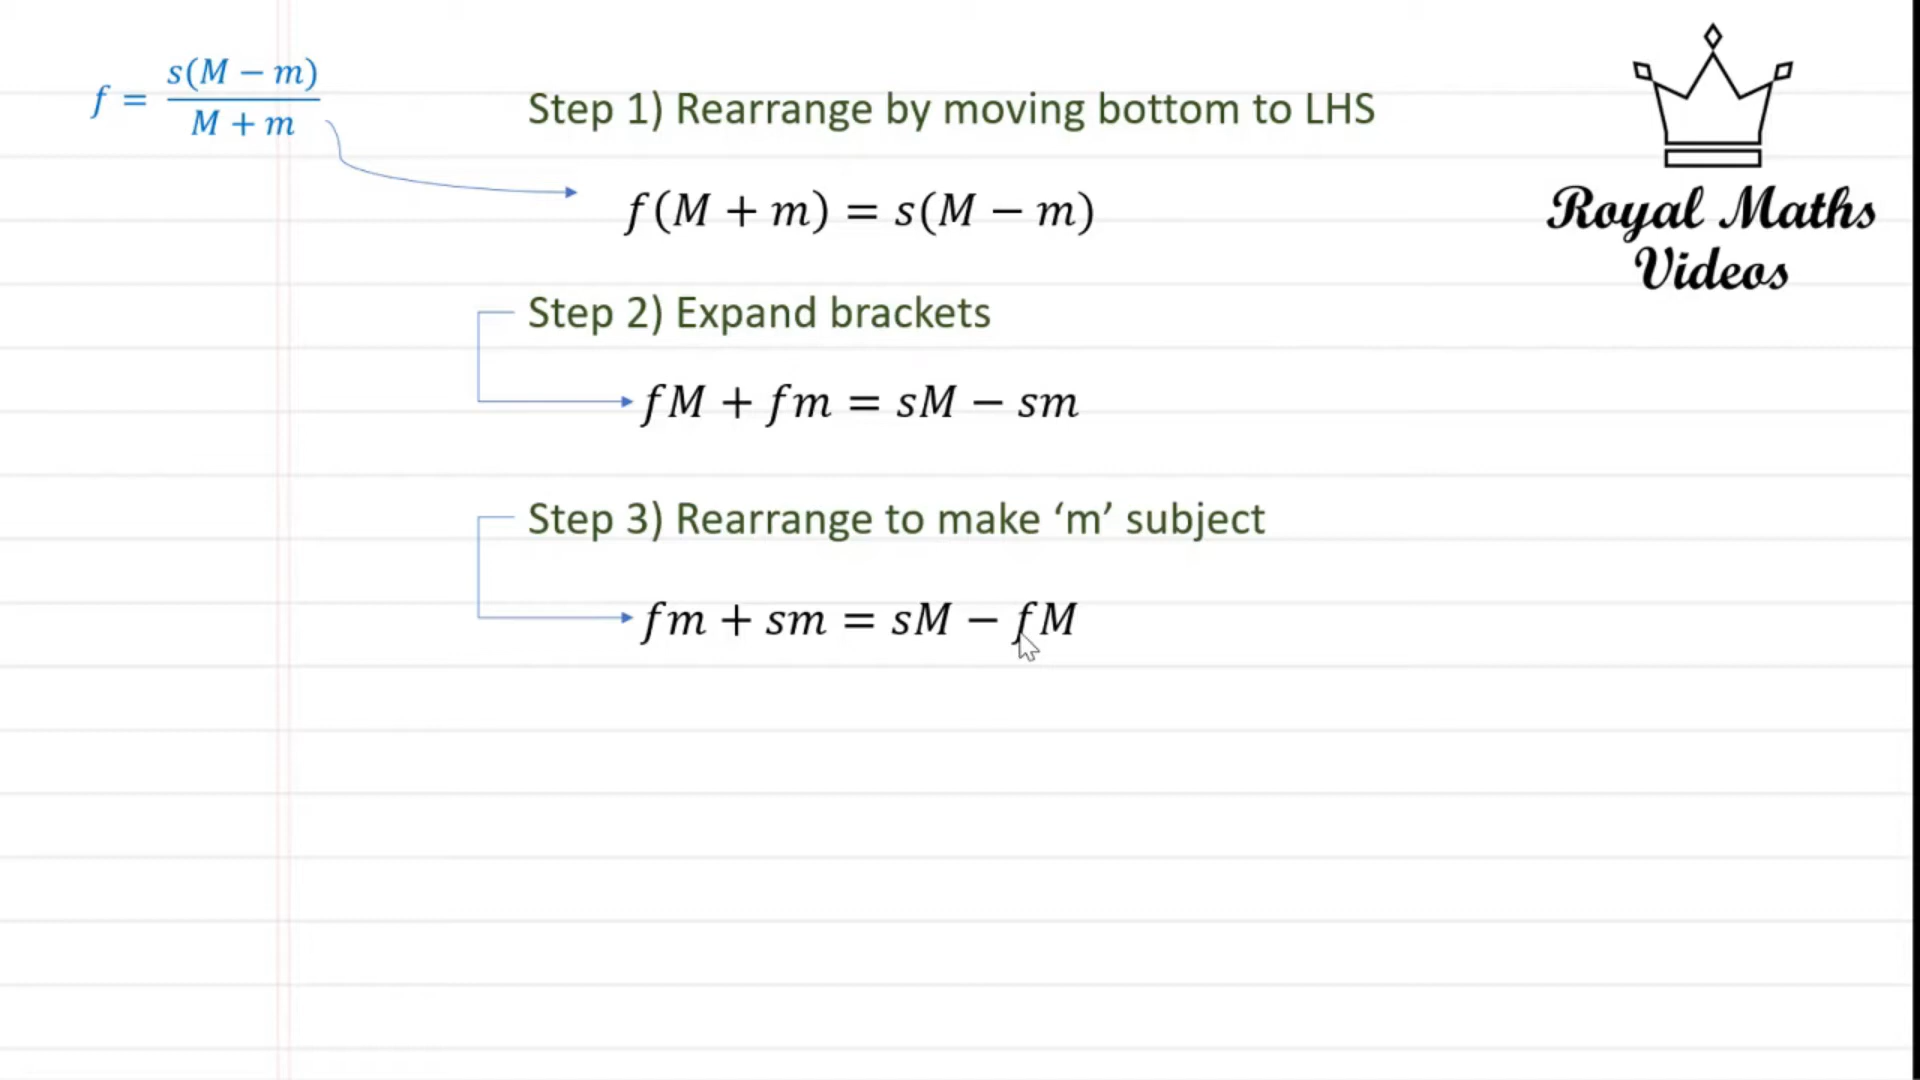 f = s(M − m)
M + m
Step 1) Rearrange by moving bottom to LHS
f(M + m) = s(M − m)
Royal Maths
Videos
Step 2) Expand brackets
fM + fm = sM − sm
Step 3) Rearrange to make ‘m’ subject
fm + sm = sM − fM